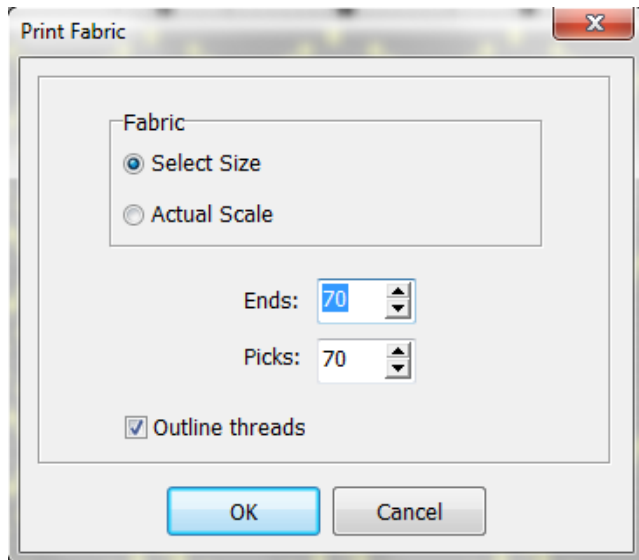 Print Fabric
Fabric
Select Size
Actual Scale
Ends: 70
Picks: 70
Outline threads
OK Cancel